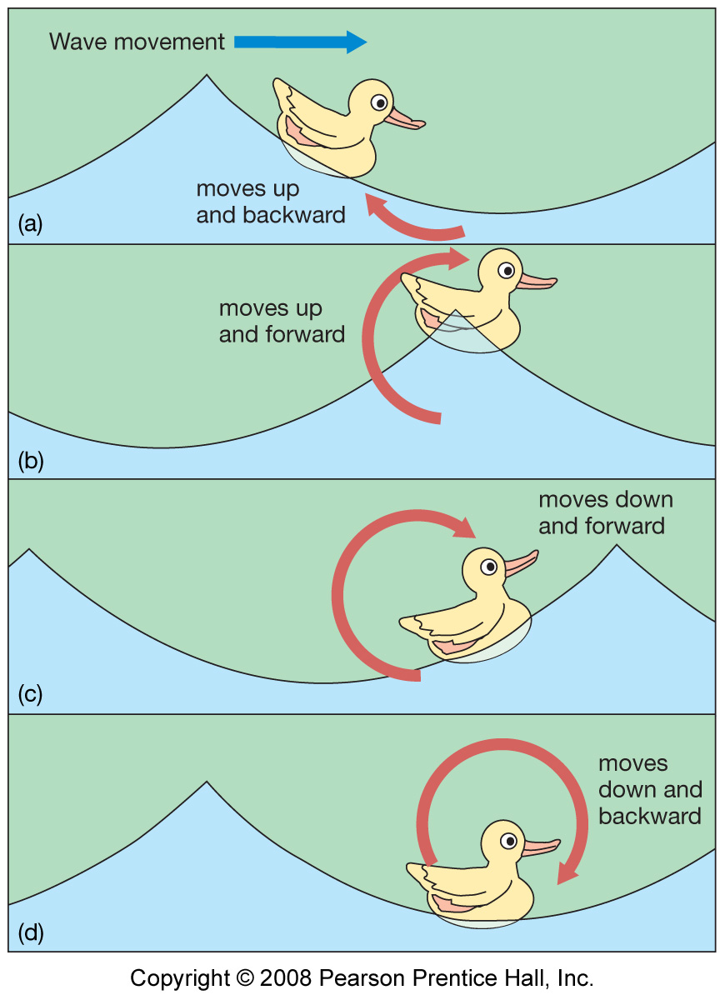 Wave movement
moves up
and backward
(a)
moves up
and forward
(b)
moves down
and forward
(c)
moves
down and
backward
(d)
Copyright © 2008 Pearson Prentice Hall, Inc.